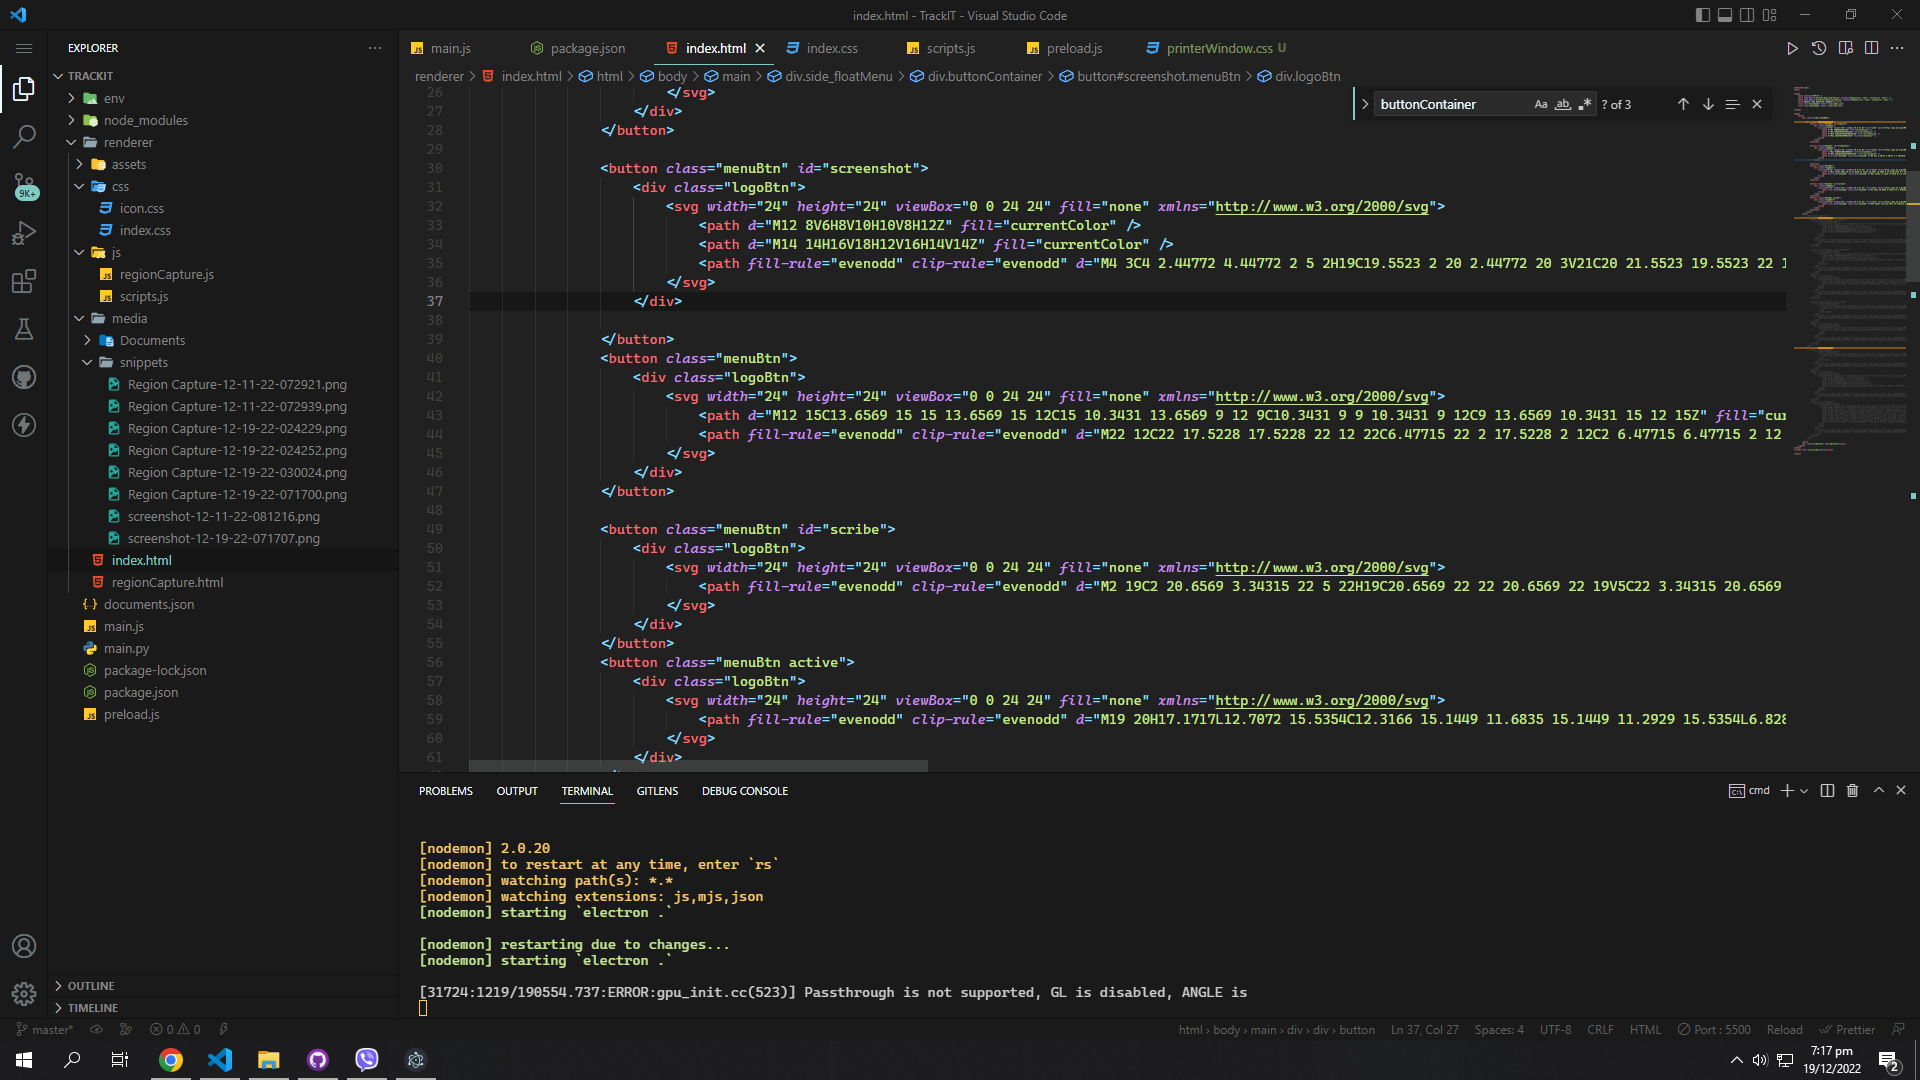 index.html - TrackIT - Visual Studio Code
EXPLORER
TRACKIT
env
node_modules
renderer
assets
css
icon.css
index.css
js
regionCapture.js
scripts.js
media
Documents
snippets
Region Capture-12-11-22-072921.png
Region Capture-12-11-22-072939.png
Region Capture-12-19-22-024229.png
Region Capture-12-19-22-024252.png
Region Capture-12-19-22-030024.png
Region Capture-12-19-22-071700.png
screenshot-12-11-22-081216.png
screenshot-12-19-22-071707.png
index.html
regionCapture.html
documents.json
main.js
main.py
package-lock.json
package.json
preload.js
OUTLINE
TIMELINE
9K+
main.js package.json index.html index.css scripts.js preload.js printerWindow.css U
renderer > index.html > html > body > main > div.side_floatMenu > div.buttonContainer > button#screenshot.menuBtn > div.logoBtn
buttonContainer Aa ab .* ? of 3
26 </svg>
27 </div>
28 </button>
29
30 <button class="menuBtn" id="screenshot">
31 <div class="logoBtn">
32 <svg width="24" height="24" viewBox="0 0 24 24" fill="none" xmlns="http://www.w3.org/2000/svg">
33 <path d="M12 8V6H8V10H10V8H12Z" fill="currentColor" />
34 <path d="M14 14H16V18H12V16H14V14Z" fill="currentColor" />
35 <path fill-rule="evenodd" clip-rule="evenodd" d="M4 3C4 2.44772 4.44772 2 5 2H19C19.5523 2 20 2.44772 20 3V21C20 21.5523 19.5523 22 1
36 </svg>
37 </div>
38
39 </button>
40 <button class="menuBtn">
41 <div class="logoBtn">
42 <svg width="24" height="24" viewBox="0 0 24 24" fill="none" xmlns="http://www.w3.org/2000/svg">
43 <path d="M12 15C13.6569 15 15 13.6569 15 12C15 10.3431 13.6569 9 12 9C10.3431 9 9 10.3431 9 12C9 13.6569 10.3431 15 12 15Z" fill="cur
44 <path fill-rule="evenodd" clip-rule="evenodd" d="M22 12C22 17.5228 17.5228 22 12 22C6.47715 22 2 17.5228 2 12C2 6.47715 6.47715 2 12
45 </svg>
46 </div>
47 </button>
48
49 <button class="menuBtn" id="scribe">
50 <div class="logoBtn">
51 <svg width="24" height="24" viewBox="0 0 24 24" fill="none" xmlns="http://www.w3.org/2000/svg">
52 <path fill-rule="evenodd" clip-rule="evenodd" d="M2 19C2 20.6569 3.34315 22 5 22H19C20.6569 22 22 20.6569 22 19V5C22 3.34315 20.6569
53 </svg>
54 </div>
55 </button>
56 <button class="menuBtn active">
57 <div class="logoBtn">
58 <svg width="24" height="24" viewBox="0 0 24 24" fill="none" xmlns="http://www.w3.org/2000/svg">
59 <path fill-rule="evenodd" clip-rule="evenodd" d="M19 20H17.1717L12.7072 15.5354C12.3166 15.1449 11.6835 15.1449 11.2929 15.5354L6.828
60 </svg>
61 </div>
PROBLEMS OUTPUT TERMINAL GITLENS DEBUG CONSOLE
cmd
[nodemon] 2.0.20
[nodemon] to restart at any time, enter `rs`
[nodemon] watching path(s): *.*
[nodemon] watching extensions: js,mjs,json
[nodemon] starting `electron .`
[nodemon] restarting due to changes...
[nodemon] starting `electron .`
[31724:1219/190554.737:ERROR:gpu_init.cc(523)] Passthrough is not supported, GL is disabled, ANGLE is
master* 0 0 html > body > main > div > div > button Ln 37, Col 27 Spaces: 4 UTF-8 CRLF HTML Port : 5500 Reload Prettier
7:17 pm
19/12/2022
2